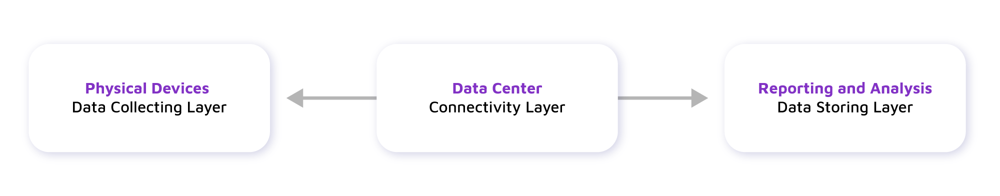 Physical Devices
Data Collecting Layer
Data Center
Connectivity Layer
Reporting and Analysis
Data Storing Layer